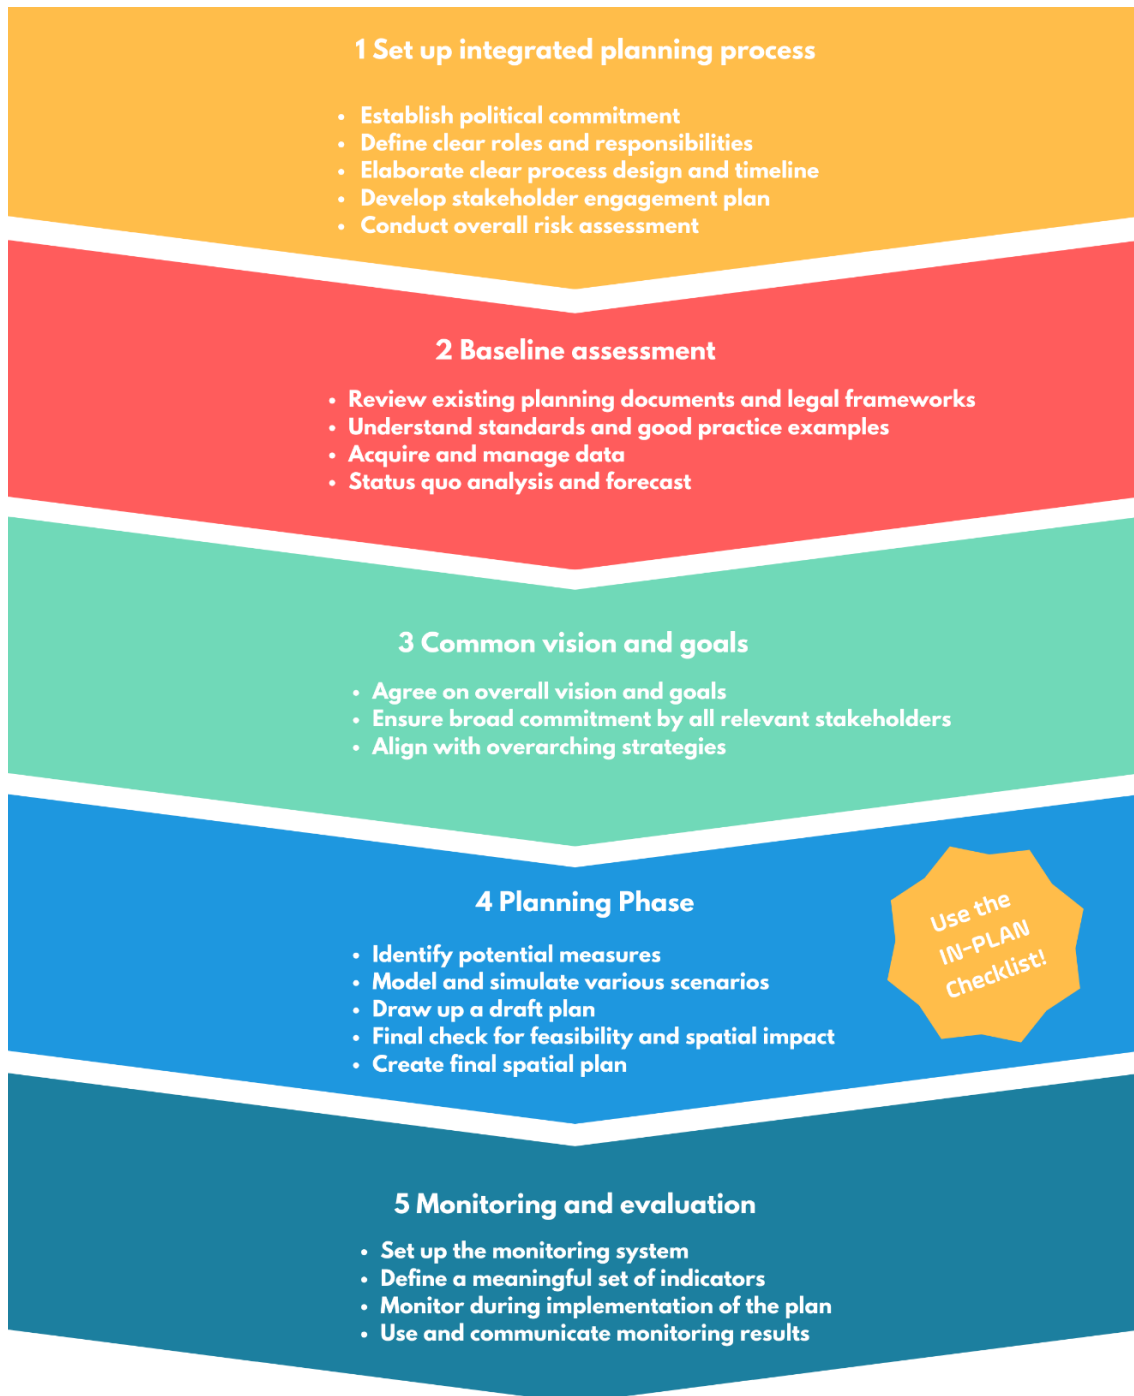 1 Set up integrated planning process
• Establish political commitment
• Define clear roles and responsibilities
• Elaborate clear process design and timeline
• Develop stakeholder engagement plan
• Conduct overall risk assessment
2 Baseline assessment
• Review existing planning documents and legal frameworks
• Understand standards and good practice examples
• Acquire and manage data
• Status quo analysis and forecast
3 Common vision and goals
• Agree on overall vision and goals
• Ensure broad commitment by all relevant stakeholders
• Align with overarching strategies
4 Planning Phase
• Identify potential measures
• Model and simulate various scenarios
• Draw up a draft plan
• Final check for feasibility and spatial impact
• Create final spatial plan
Use the
IN-PLAN
Checklist!
5 Monitoring and evaluation
• Set up the monitoring system
• Define a meaningful set of indicators
• Monitor during implementation of the plan
• Use and communicate monitoring results